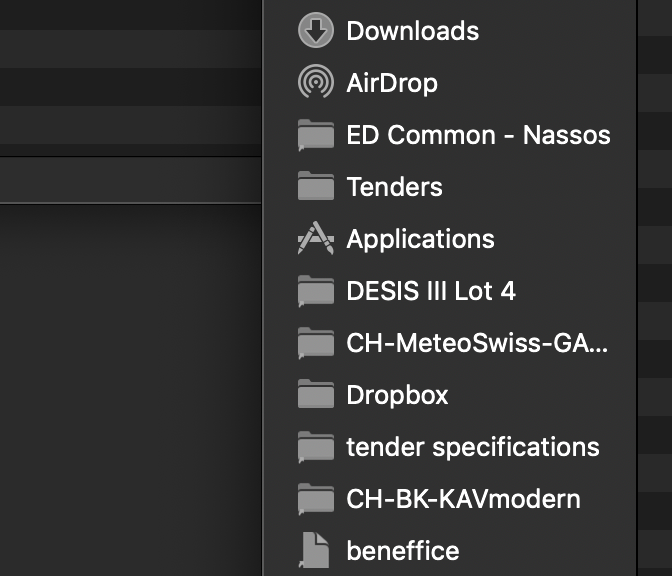 Downloads
AirDrop
ED Common - Nassos
Tenders
Applications
DESIS III Lot 4
CH-MeteoSwiss-GA...
Dropbox
tender specifications
CH-BK-KAVmodern
beneffice